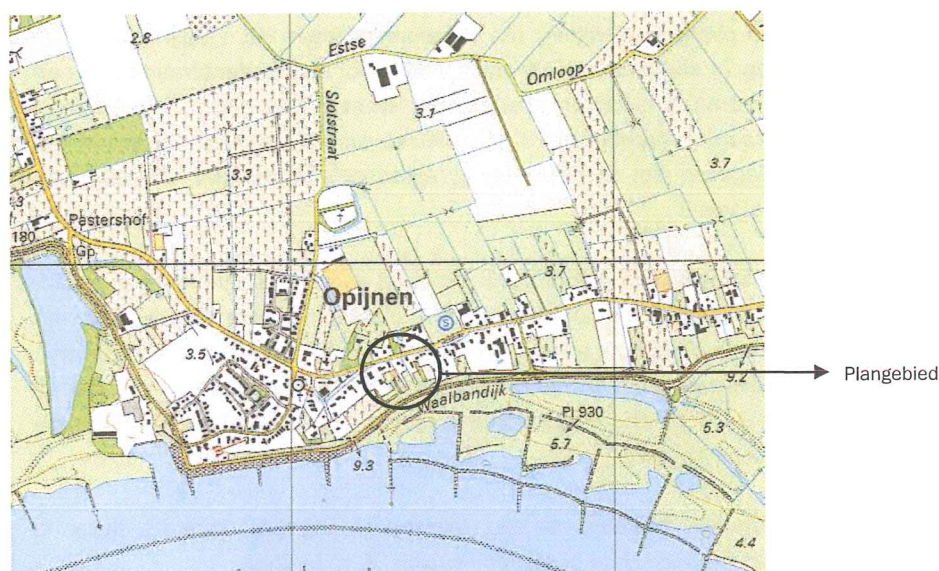 2.8
Estse
Omloop
Slotstraat
3.1
3.3
3.7
3
Pastershof
180
Gp.
3.7
Opijnen
S
3.5
9.2
Plangebied
Waalbandijk
Pl 930
5.7
5.3
9.3
4.4